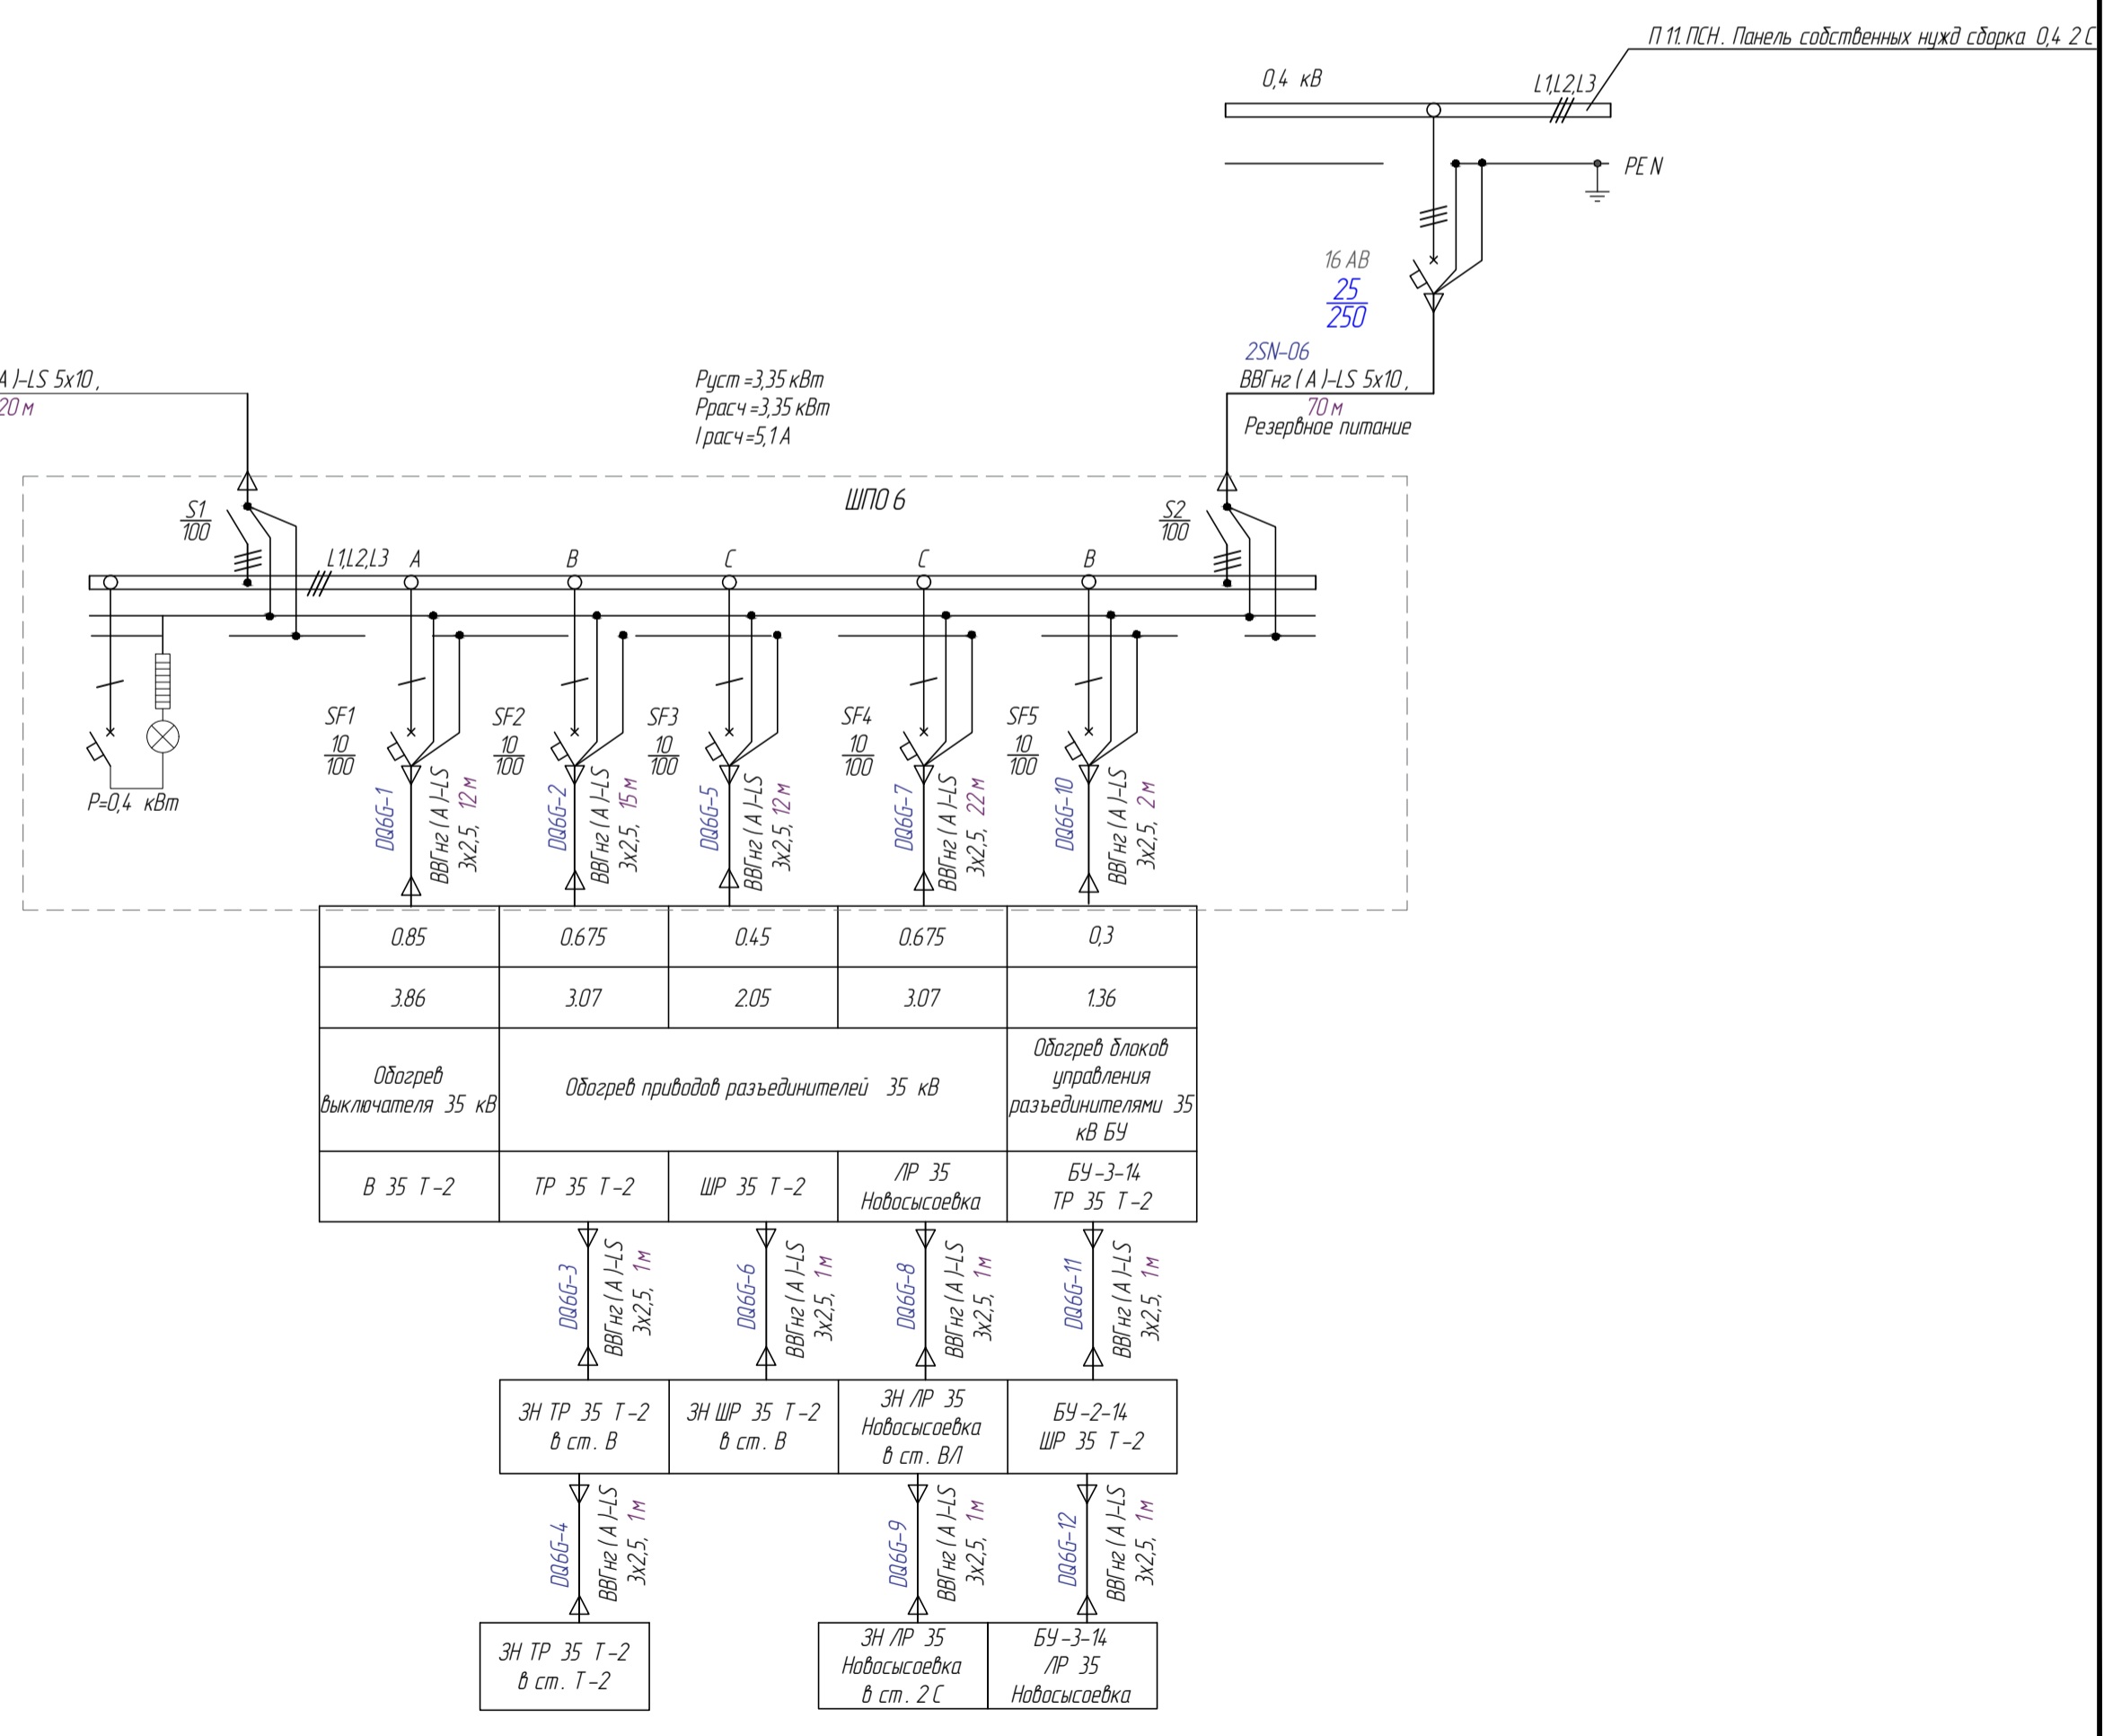 П 11. ПСН. Панель собственных нужд сборка 0,4 2 С
0,4 кВ
L1,L2,L3
PE N
16 АВ
25
250
2SN-06
ВВГнг(А)-LS 5х10,
70 м
Резервное питание
А)-LS 5х10,
20 м
Руст =3,35 кВт
Ррасч =3,35 кВт
I расч =5,1 А
ШПО 6
S1
100
S2
100
L1,L2,L3
А
В
С
С
В
Р=0,4 кВт
SF1
10
100
SF2
10
100
SF3
10
100
SF4
10
100
SF5
10
100
DQ6G-1
ВВГнг(А)-LS
3х2,5, 12 м
DQ6G-2
ВВГнг(А)-LS
3х2,5, 15 м
DQ6G-5
ВВГнг(А)-LS
3х2,5, 12 м
DQ6G-7
ВВГнг(А)-LS
3х2,5, 22 м
DQ6G-10
ВВГнг(А)-LS
3х2,5, 2 м
0.85
0.675
0.45
0.675
0,3
3.86
3.07
2.05
3.07
1.36
Обогрев
выключателя 35 кВ
Обогрев приводов разъединителей 35 кВ
Обогрев блоков
управления
разъединителями 35
кВ БУ
В 35 Т-2
ТР 35 Т-2
ШР 35 Т-2
ЛР 35
Новосысоевка
БУ-3-14
ТР 35 Т-2
DQ6G-3
ВВГнг(А)-LS
3х2,5, 1м
DQ6G-6
ВВГнг(А)-LS
3х2,5, 1м
DQ6G-8
ВВГнг(А)-LS
3х2,5, 1м
DQ6G-11
ВВГнг(А)-LS
3х2,5, 1м
ЗН ТР 35 Т-2
в ст. В
ЗН ШР 35 Т-2
в ст. В
ЗН ЛР 35
Новосысоевка
в ст. ВЛ
БУ-2-14
ШР 35 Т-2
DQ6G-4
ВВГнг(А)-LS
3х2,5, 1м
DQ6G-9
ВВГнг(А)-LS
3х2,5, 1м
DQ6G-12
ВВГнг(А)-LS
3х2,5, 1м
ЗН ТР 35 Т-2
в ст. Т-2
ЗН ЛР 35
Новосысоевка
в ст. 2 С
БУ-3-14
ЛР 35
Новосысоевка